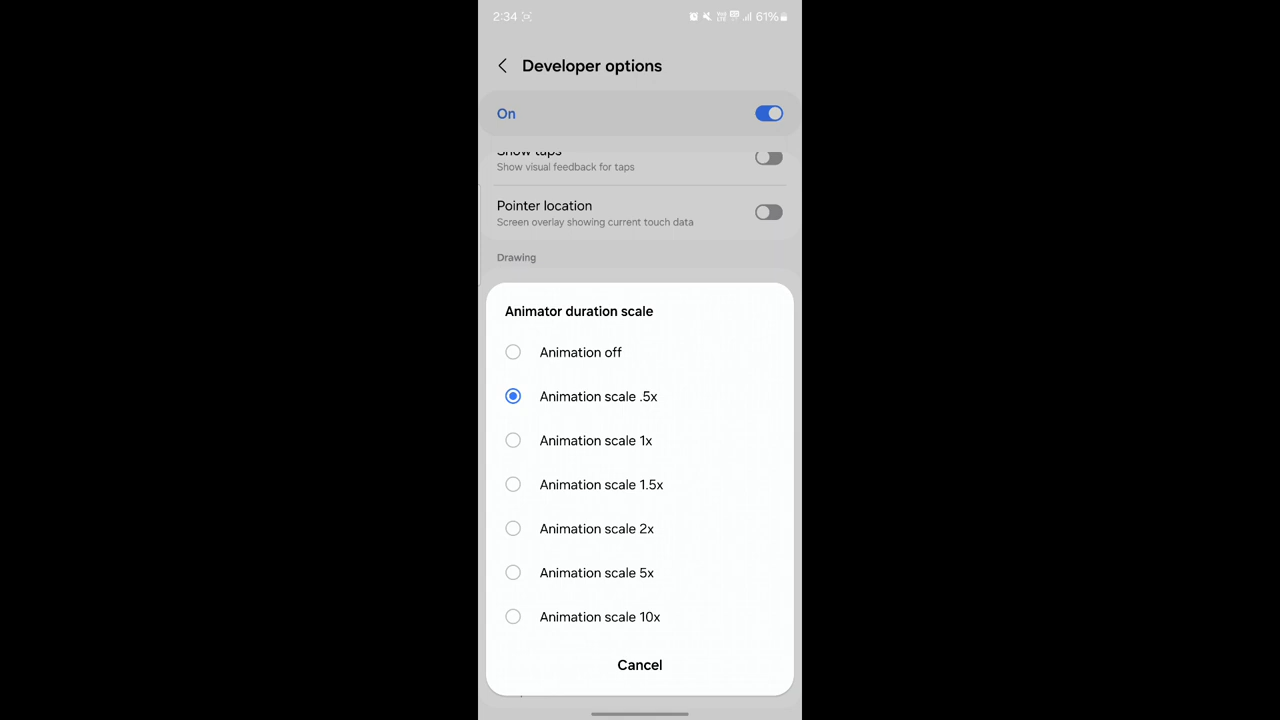 2:34
61%
Developer options
On
Show taps
Show visual feedback for taps
Pointer location
Screen overlay showing current touch data
Drawing
Animator duration scale
Animation off
Animation scale .5x
Animation scale 1x
Animation scale 1.5x
Animation scale 2x
Animation scale 5x
Animation scale 10x
Cancel